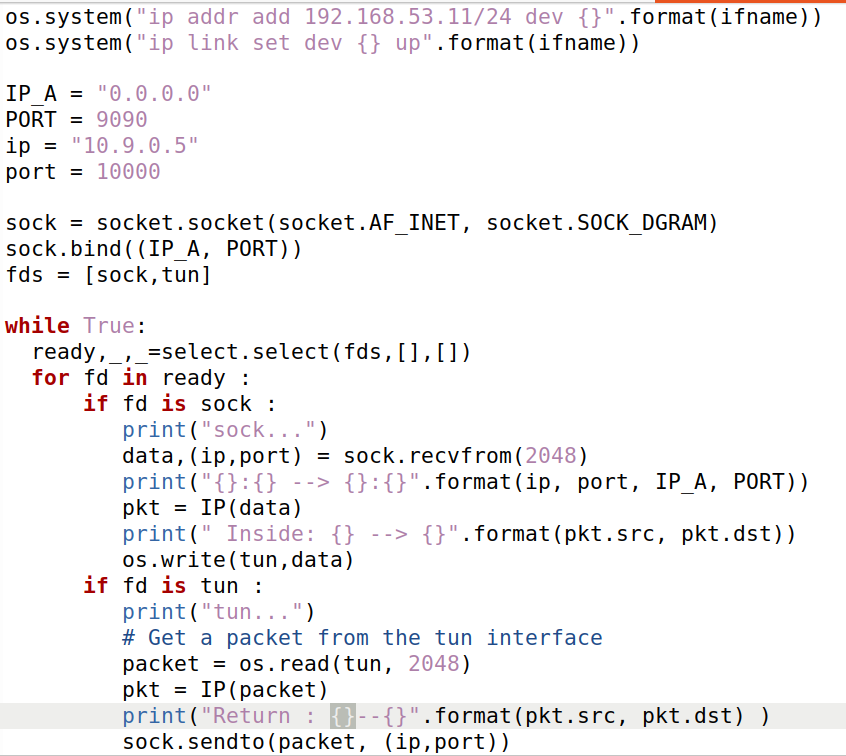 os.system("ip addr add 192.168.53.11/24 dev {}".format(ifname))
os.system("ip link set dev {} up".format(ifname))

IP_A = "0.0.0.0"
PORT = 9090
ip = "10.9.0.5"
port = 10000

sock = socket.socket(socket.AF_INET, socket.SOCK_DGRAM)
sock.bind((IP_A, PORT))
fds = [sock,tun]

while True:
  ready,_,_=select.select(fds,[],[])
  for fd in ready :
      if fd is sock :
         print("sock...")
         data,(ip,port) = sock.recvfrom(2048)
         print("{}:{} --> {}:{}".format(ip, port, IP_A, PORT))
         pkt = IP(data)
         print(" Inside: {} --> {}".format(pkt.src, pkt.dst))
         os.write(tun,data)
      if fd is tun :
         print("tun...")
         # Get a packet from the tun interface
         packet = os.read(tun, 2048)
         pkt = IP(packet)
         print("Return : {}--{}".format(pkt.src, pkt.dst) )
         sock.sendto(packet, (ip,port))